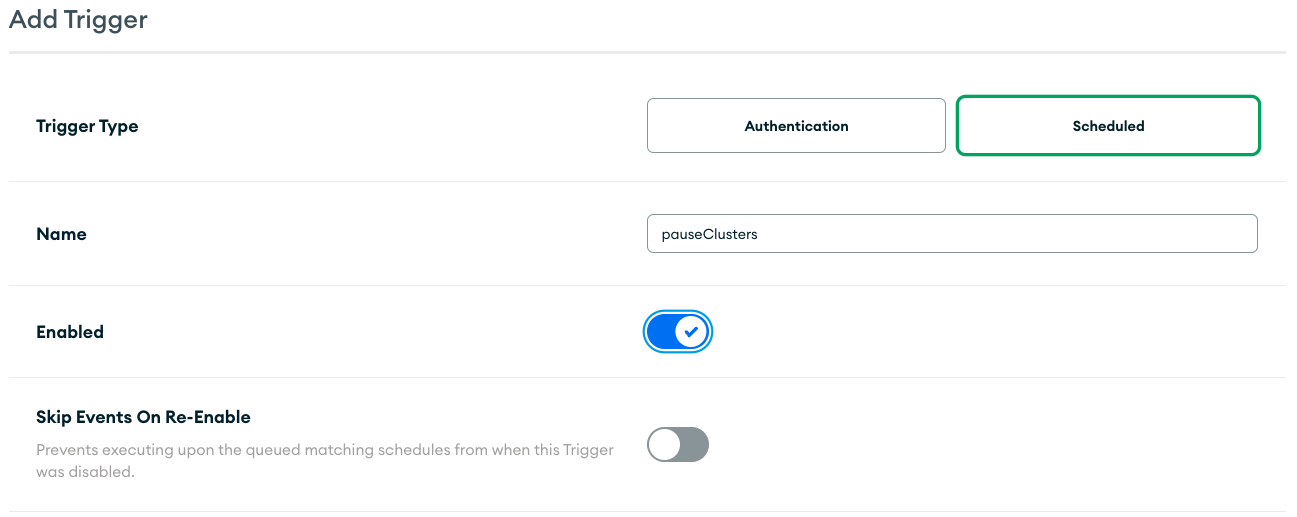 Add Trigger
Trigger Type
Authentication
Scheduled
Name
pauseClusters
Enabled
Skip Events On Re-Enable
Prevents executing upon the queued matching schedules from when this Trigger
was disabled.